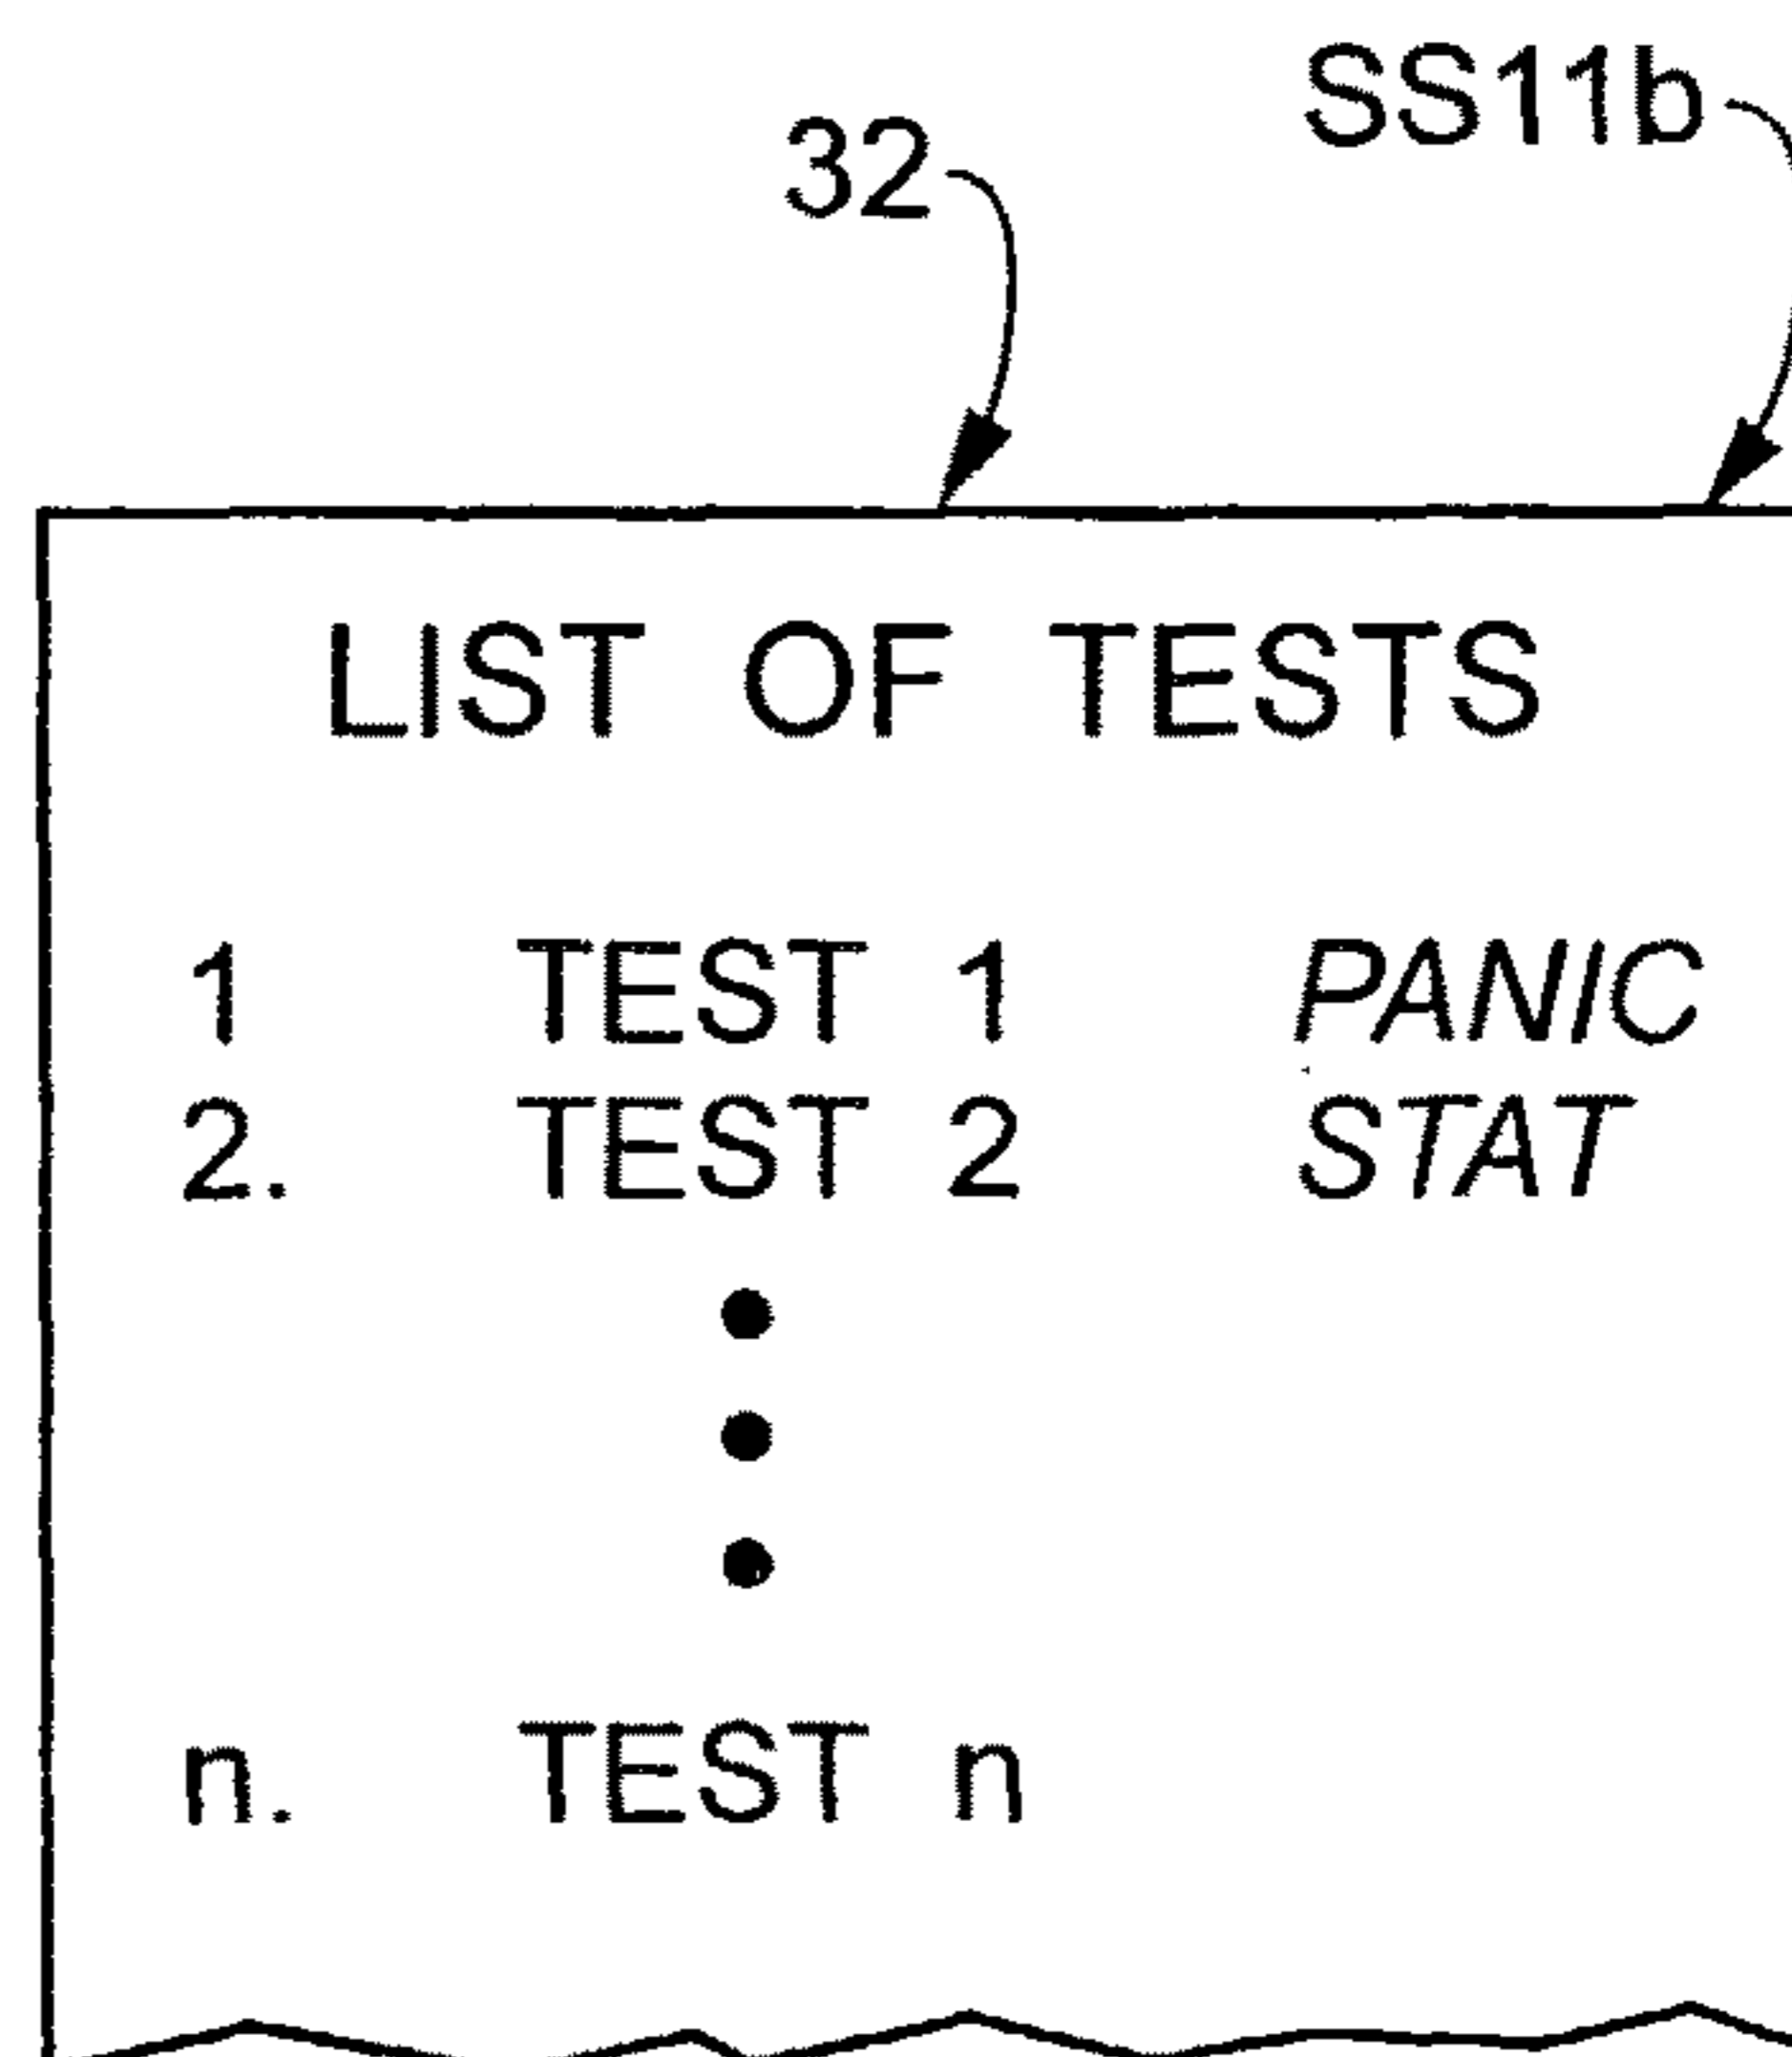 SS11b
32
LIST OF TESTS
1 TEST 1 PANIC
2. TEST 2 STAT
n. TEST n